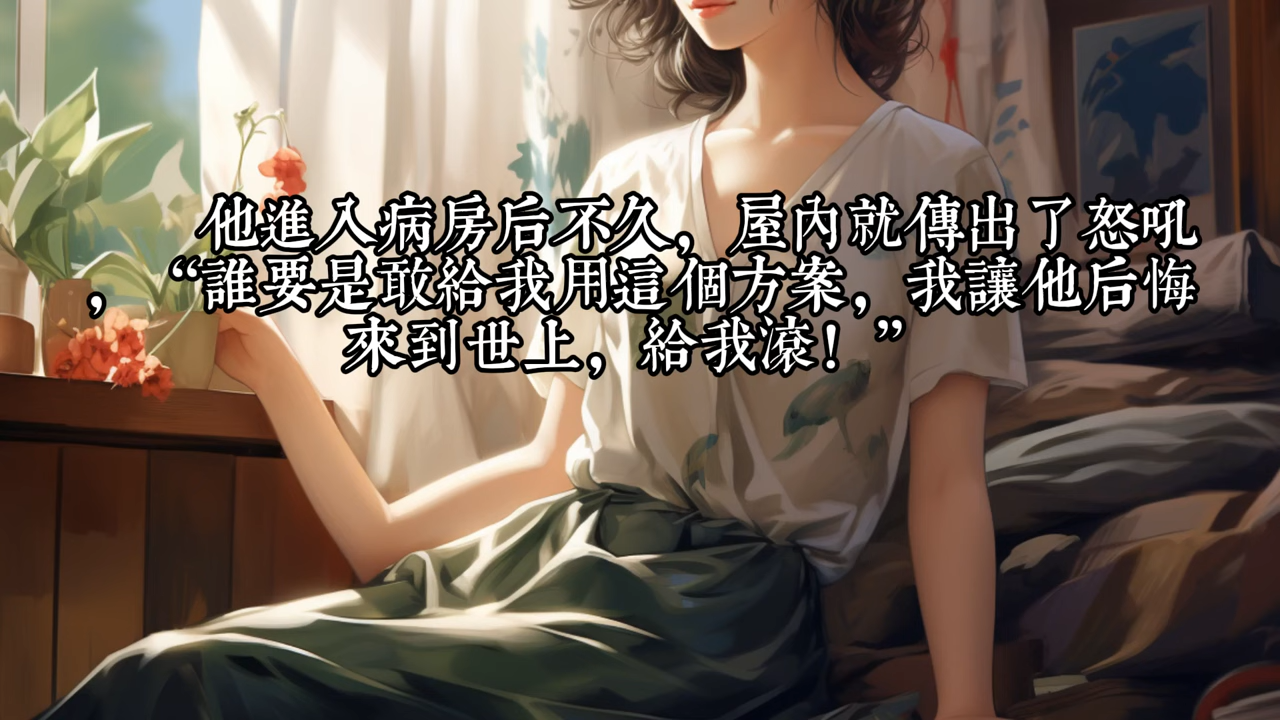 他進入病房后不久，屋內就傳出了怒吼
，“誰要是敢給我用這個方案，我讓他后悔
來到世上，給我滾！”